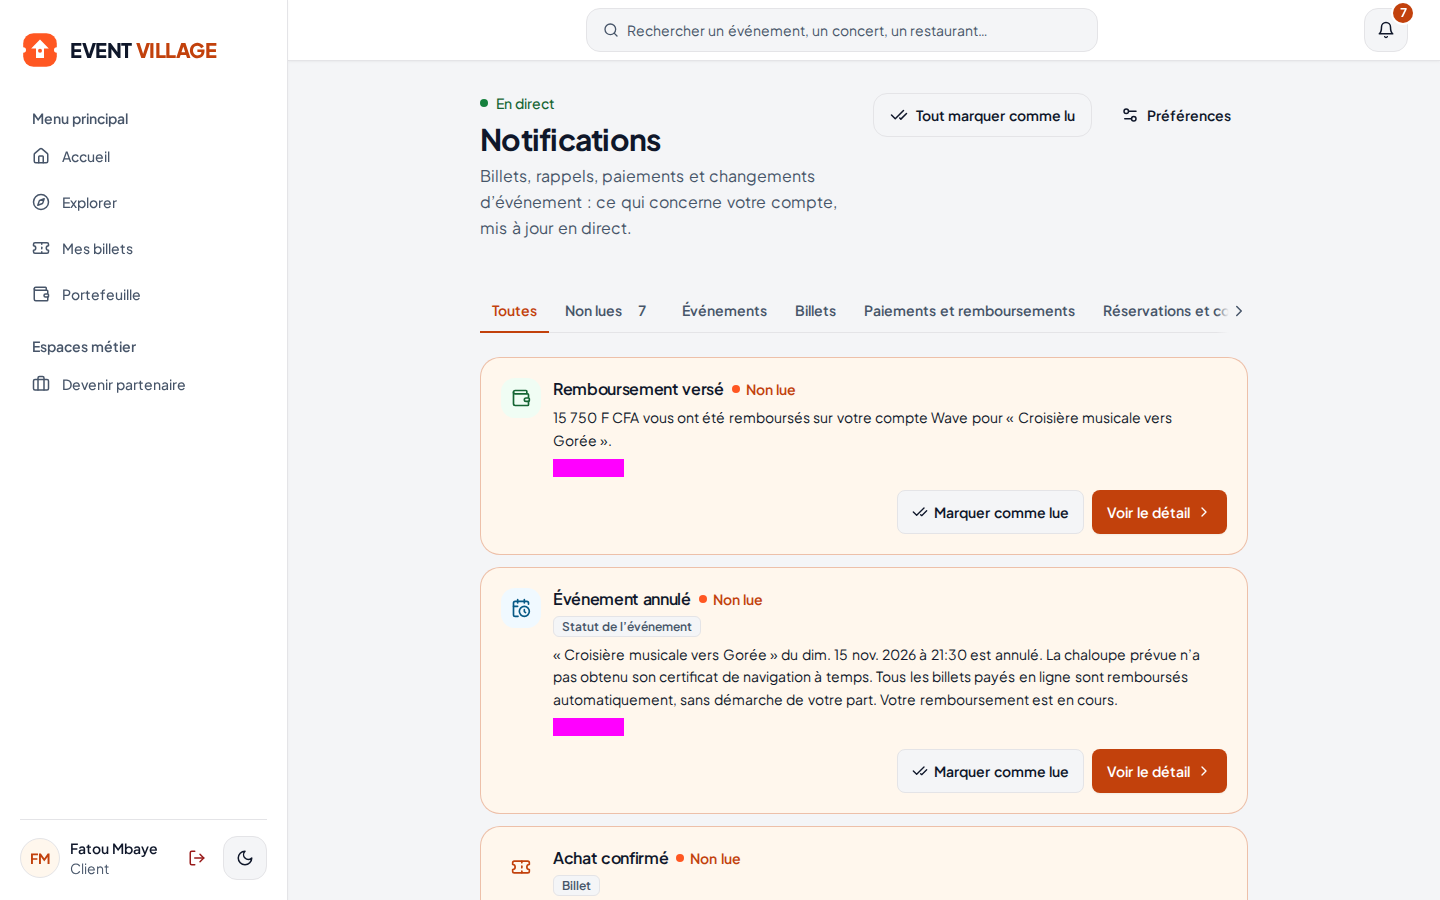 EVENT VILLAGE
Menu principal
Accueil
Explorer
Mes billets
Portefeuille
Espaces métier
Devenir partenaire
FM
Fatou Mbaye
Client
Rechercher un événement, un concert, un restaurant…
7
En direct
Notifications
Billets, rappels, paiements et changements
d’événement : ce qui concerne votre compte,
mis à jour en direct.
Tout marquer comme lu
Préférences
Toutes
Non lues 7
Événements
Billets
Paiements et remboursements
Réservations et
Remboursement versé
Non lue
15 750 F CFA vous ont été remboursés sur votre compte Wave pour « Croisière musicale vers
Gorée ».
Marquer comme lue
Voir le détail
Événement annulé
Non lue
Statut de l’événement
« Croisière musicale vers Gorée » du dim. 15 nov. 2026 à 21:30 est annulé. La chaloupe prévue n’a
pas obtenu son certificat de navigation à temps. Tous les billets payés en ligne sont remboursés
automatiquement, sans démarche de votre part. Votre remboursement est en cours.
Marquer comme lue
Voir le détail
Achat confirmé
Non lue
Billet